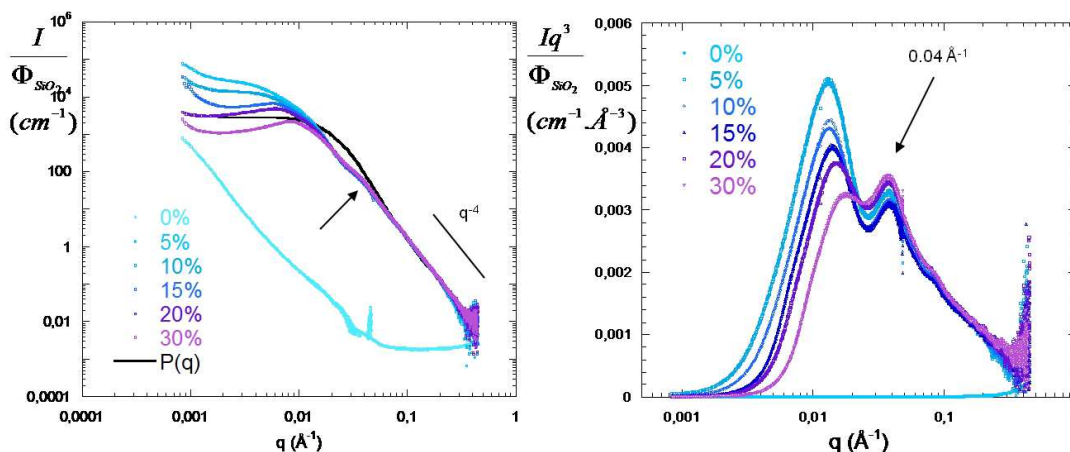 10⁶
I
Φ_SiO₂
(cm⁻¹)
10⁴
100
1
0,01
0,0001
0%
5%
10%
15%
20%
30%
P(q)
q⁻⁴
0,0001 0,001 0,01 0,1 1
q (Å⁻¹)
0,006
Iq³
Φ_SiO₂
(cm⁻¹.Å⁻³)
0,005
0,004
0,003
0,002
0,001
0
0%
5%
10%
15%
20%
30%
0.04 Å⁻¹
0,001 0,01 0,1
q (Å⁻¹)